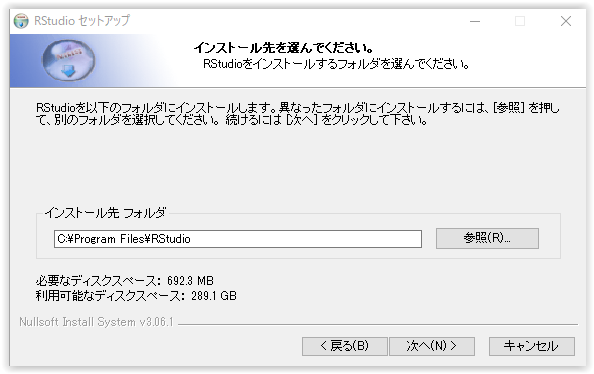 RStudio セットアップ
インストール先を選んでください。
RStudioをインストールするフォルダを選んでください。
RStudioを以下のフォルダにインストールします。異なったフォルダにインストールするには、[参照] を押し
て、別のフォルダを選択してください。 続けるには [次へ] をクリックして下さい。
インストール先 フォルダ
C:¥Program Files¥RStudio
参照(R)...
必要なディスクスペース: 692.3 MB
利用可能なディスクスペース: 289.1 GB
Nullsoft Install System v3.06.1
< 戻る(B)
次へ(N) >
キャンセル